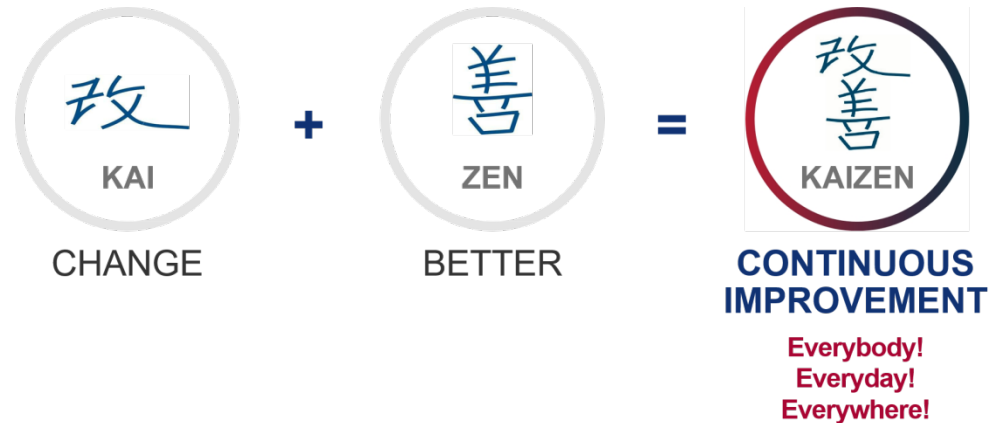 改
KAI
CHANGE
+
善
ZEN
BETTER
=
改
善
KAIZEN
CONTINUOUS
IMPROVEMENT
Everybody!
Everyday!
Everywhere!